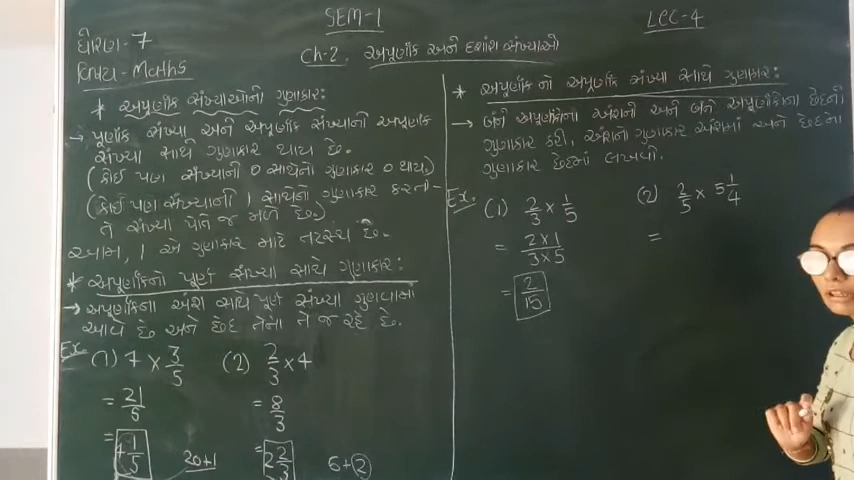 SEM-1
LEC-4
ધોરણ-7
વિષય-Maths
Ch-2. અપૂર્ણાંક અને દશાંશ સંખ્યાઓ
* અપૂર્ણાંક સંખ્યાઓનો ગુણાકાર:
→ પૂર્ણાંક સંખ્યા અને અપૂર્ણાંક સંખ્યાની અપૂર્ણાંક
સંખ્યા સાથે ગુણાકાર થાય છે.
(કોઈ પણ સંખ્યાની 0 સાથેનો ગુણાકાર 0 થાય.)
(કોઈ પણ સંખ્યાની 1 સાથેનો ગુણાકાર કરતાં-
તે સંખ્યા પોતે જ મળે છે.)
આમ, 1 એ ગુણાકાર માટે તટસ્થ છે.
* અપૂર્ણાંકનો પૂર્ણ સંખ્યા સાથે ગુણાકાર:
→ અપૂર્ણાંકના અંશ સાથે પૂર્ણ સંખ્યા ગુણવામાં
આવે છે અને છેદ તેના તે જ રહે છે.
Ex (1) 7 × 3/5 (2) 2/3 × 4
= 21/5 = 8/3
= 4 1/5 20+1 = 2 2/3 6+2
* અપૂર્ણાંક નો અપૂર્ણાંક સંખ્યા સાથે ગુણાકાર:
→ બંને અપૂર્ણાંકોના અંશની અને બંને અપૂર્ણાંકોના છેદની
ગુણાકાર કરી, અંશનો ગુણાકાર અંશમાં અને છેદના
ગુણાકાર છેદમાં લખવો.
Ex. (1) 2/3 × 1/5 (2) 2/5 × 5 1/4
= 2×1/3×5 =
= 2/15